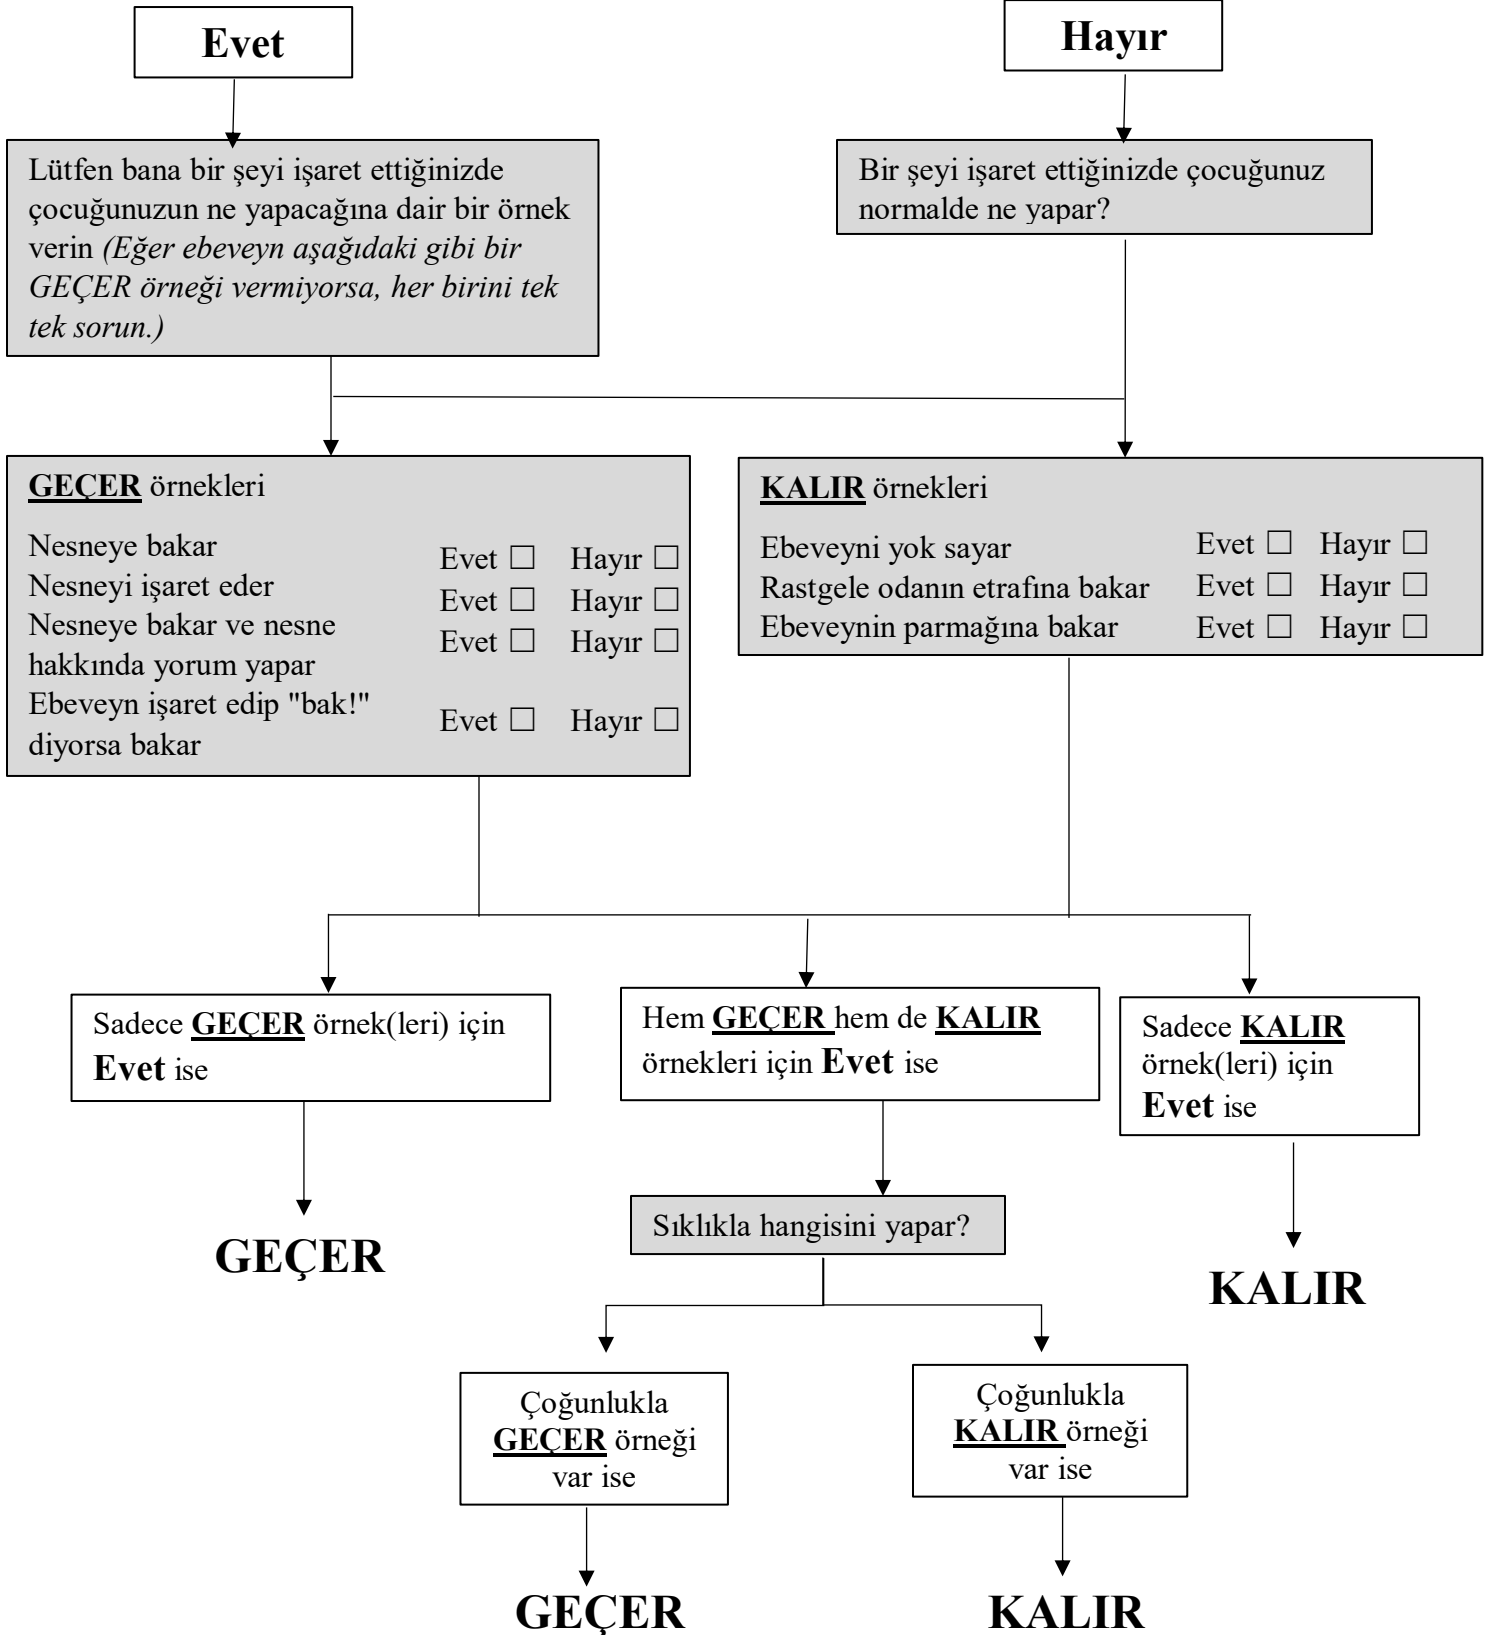 Evet
Hayır
Lütfen bana bir şeyi işaret ettiğinizde
çocuğunuzun ne yapacağına dair bir örnek
verin (Eğer ebeveyn aşağıdaki gibi bir
GEÇER örneği vermiyorsa, her birini tek
tek sorun.)
Bir şeyi işaret ettiğinizde çocuğunuz
normalde ne yapar?
GEÇER örnekleri
Nesneye bakar Evet ☐ Hayır ☐
Nesneyi işaret eder Evet ☐ Hayır ☐
Nesneye bakar ve nesne Evet ☐ Hayır ☐
hakkında yorum yapar
Ebeveyn işaret edip "bak!" Evet ☐ Hayır ☐
diyorsa bakar
KALIR örnekleri
Ebeveyni yok sayar Evet ☐ Hayır ☐
Rastgele odanın etrafına bakar Evet ☐ Hayır ☐
Ebeveynin parmağına bakar Evet ☐ Hayır ☐
Sadece GEÇER örnek(leri) için
Evet ise
Hem GEÇER hem de KALIR
örnekleri için Evet ise
Sadece KALIR
örnek(leri) için
Evet ise
GEÇER
Sıklıkla hangisini yapar?
KALIR
Çoğunlukla
GEÇER örneği
var ise
Çoğunlukla
KALIR örneği
var ise
GEÇER
KALIR